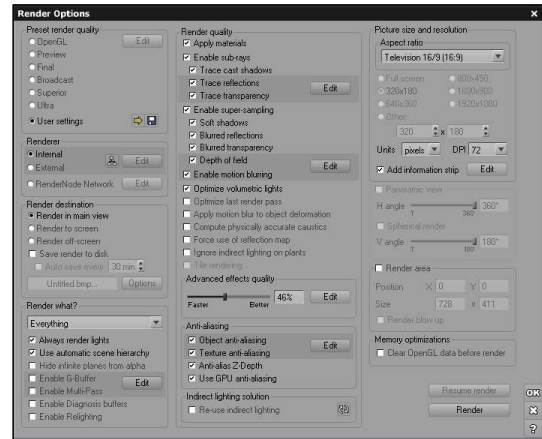 Render Options
Preset render quality
OpenGL
Edit
Preview
Final
Broadcast
Superior
Ultra
User settings
Renderer
Internal
External
Edit
RenderNode Network
Edit
Render destination
Render in main view
Render to screen
Render off-screen
Save render to disk
Auto save every 30 min
Untitled.bmp...
Options
Render what?
Everything
Always render lights
Use automatic scene hierarchy
Hide infinite planes from alpha
Enable G-Buffer
Enable Multi-Pass
Edit
Enable Diagnosis buffers
Enable Relighting
Render quality
Apply materials
Enable sub-rays
Trace cast shadows
Trace reflections
Trace transparency
Edit
Enable super-sampling
Soft shadows
Blurred reflections
Blurred transparency
Depth of field
Enable motion blurring
Edit
Optimize volumetric lights
Optimize last render pass
Apply motion blur to object deformation
Compute physically accurate caustics
Force use of reflection map
Ignore indirect lighting on plants
Tile rendering
Advanced effects quality
Faster Better 46% Edit
Anti-aliasing
Object anti-aliasing
Texture anti-aliasing
Edit
Anti-alias Z-Depth
Use GPU anti-aliasing
Indirect lighting solution
Re-use indirect lighting
Picture size and resolution
Aspect ratio
Television 16/9 (16:9)
Full screen 800x450
320x180 1600x900
640x360 1920x1080
Other
320 x 180
Units pixels DPI 72
Add information strip Edit
Panoramic view
H angle 360°
T 360°
Spherical render
V angle 180°
T 180°
Render area
Position X 0 Y 0
Size 728 x 411
Render blow up
Memory optimizations
Clear OpenGL data before render
Resume render
Render
OK
?